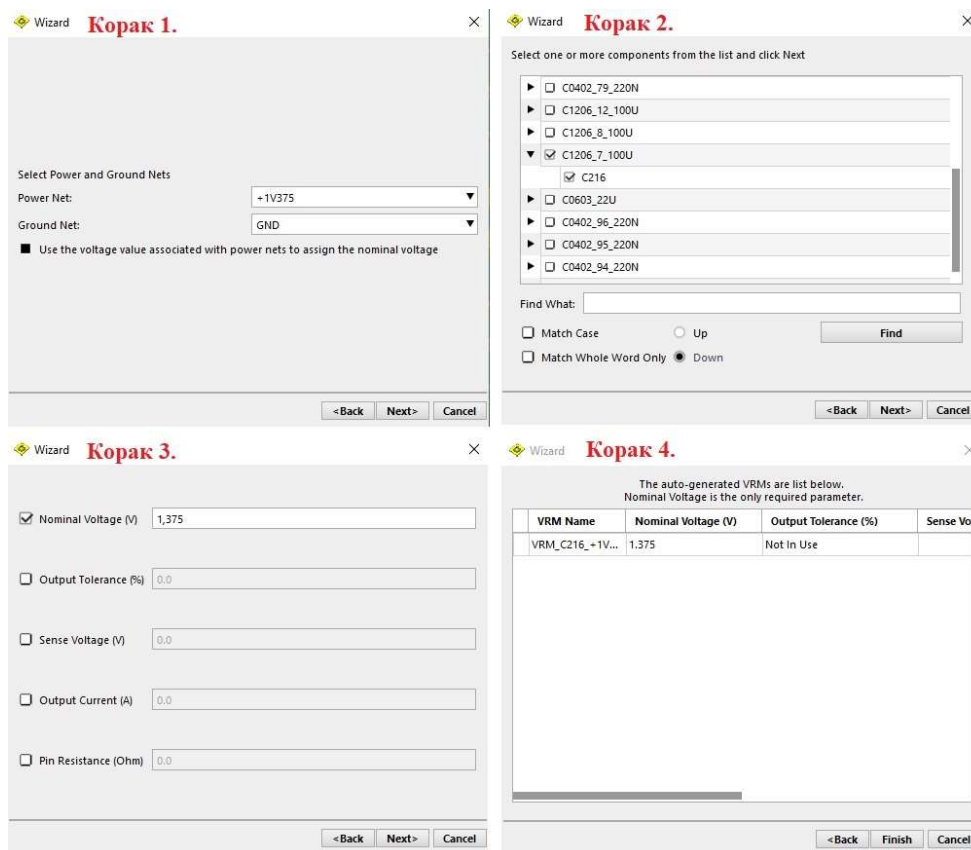 Wizard Корак 1.
Select Power and Ground Nets
Power Net: +1V375
Ground Net: GND
Use the voltage value associated with power nets to assign the nominal voltage
<Back Next> Cancel
Wizard Корак 2.
Select one or more components from the list and click Next
C0402_79_220N
C1206_12_100U
C1206_8_100U
C1206_7_100U
C216
C0603_22U
C0402_96_220N
C0402_95_220N
C0402_94_220N
Find What:
Match Case Up Find
Match Whole Word Only Down
<Back Next> Cancel
Wizard Корак 3.
Nominal Voltage (V) 1,375
Output Tolerance (%) 0.0
Sense Voltage (V) 0.0
Output Current (A) 0.0
Pin Resistance (Ohm) 0.0
<Back Next> Cancel
Wizard Корак 4.
The auto-generated VRMs are list below.
Nominal Voltage is the only required parameter.
VRM Name Nominal Voltage (V) Output Tolerance (%) Sense Vo
VRM_C216_+1V... 1.375 Not In Use
<Back Finish Cancel